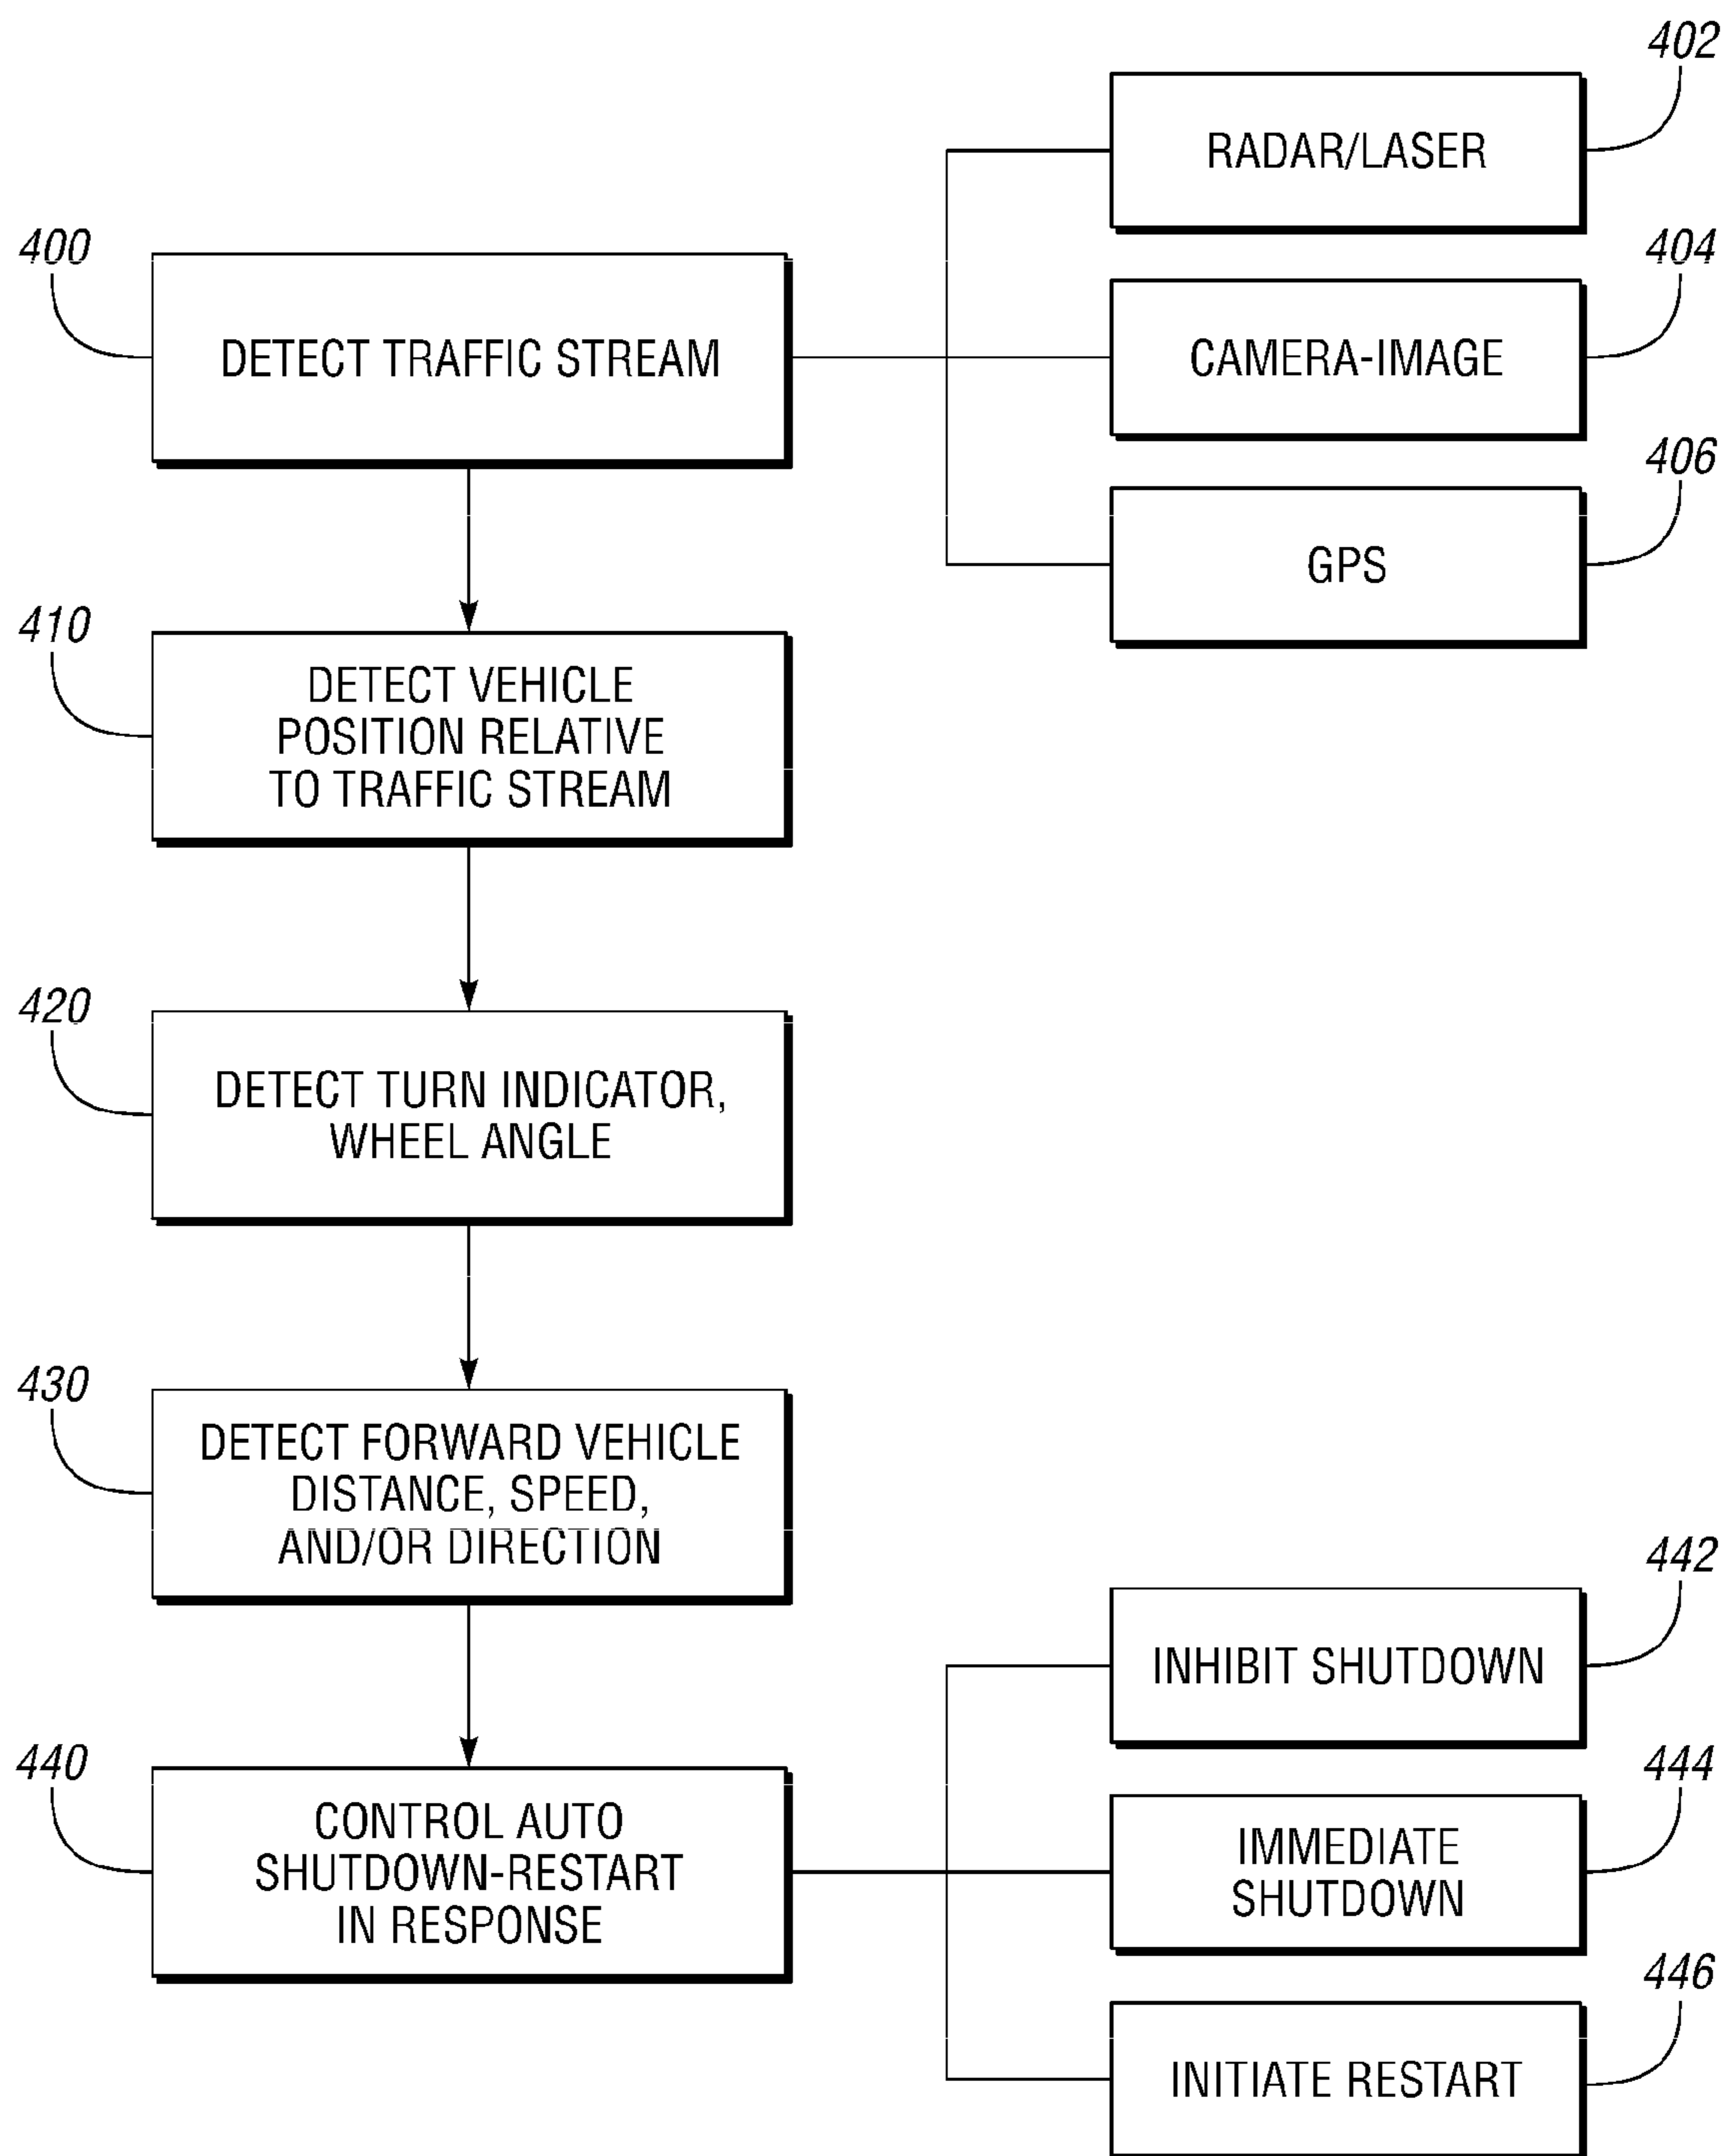 402
RADAR/LASER
400
404
DETECT TRAFFIC STREAM
CAMERA-IMAGE
406
GPS
410
DETECT VEHICLE
POSITION RELATIVE
TO TRAFFIC STREAM
420
DETECT TURN INDICATOR,
WHEEL ANGLE
430
DETECT FORWARD VEHICLE
DISTANCE, SPEED,
AND/OR DIRECTION
442
INHIBIT SHUTDOWN
440
CONTROL AUTO
SHUTDOWN-RESTART
IN RESPONSE
444
IMMEDIATE
SHUTDOWN
446
INITIATE RESTART